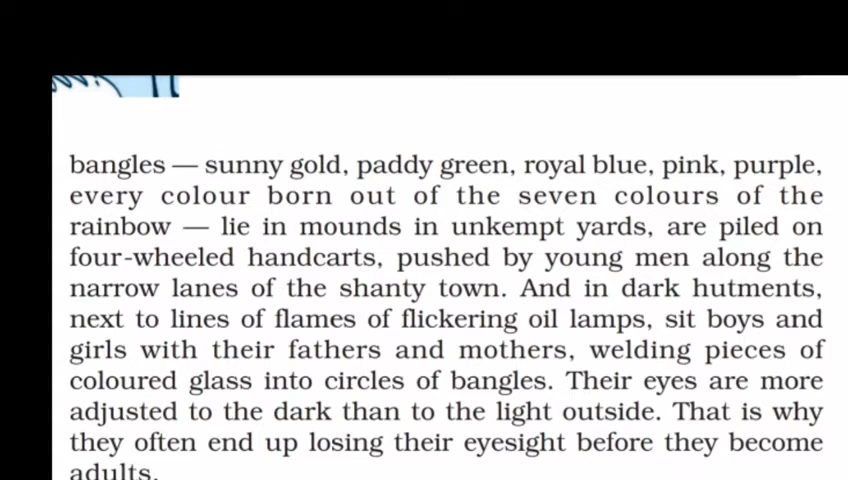 bangles — sunny gold, paddy green, royal blue, pink, purple,
every colour born out of the seven colours of the
rainbow — lie in mounds in unkempt yards, are piled on
four-wheeled handcarts, pushed by young men along the
narrow lanes of the shanty town. And in dark hutments,
next to lines of flames of flickering oil lamps, sit boys and
girls with their fathers and mothers, welding pieces of
coloured glass into circles of bangles. Their eyes are more
adjusted to the dark than to the light outside. That is why
they often end up losing their eyesight before they become
adults.